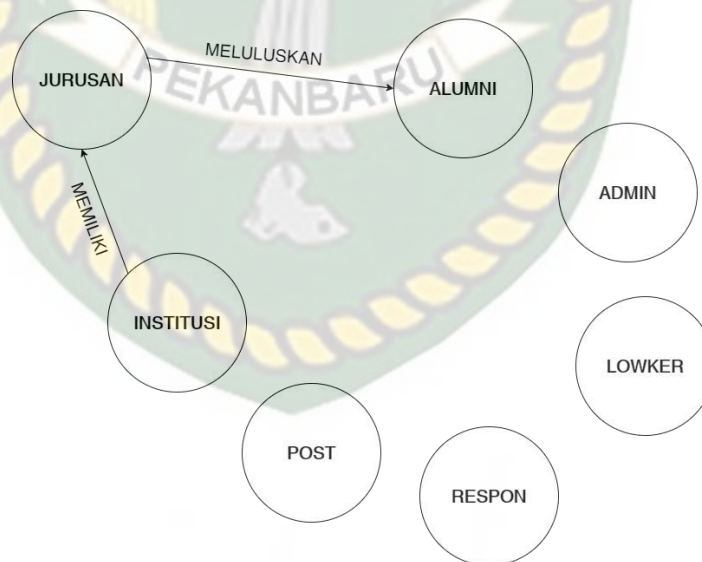 MELULUSKAN
JURUSAN
ALUMNI
PEKANBARU
MEMILIKI
ADMIN
INSTITUSI
LOWKER
POST
RESPON